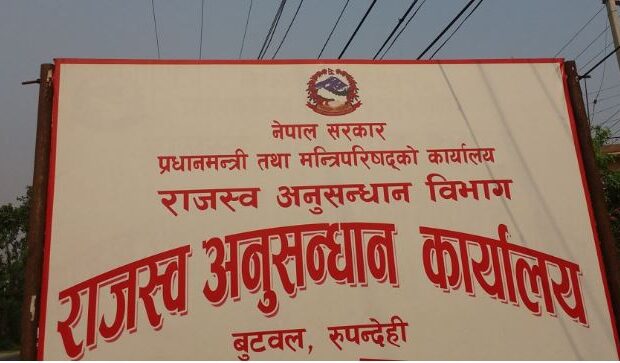 नेपाल सरकार
प्रधानमन्त्री तथा मन्त्रिपरिषद्को कार्यालय
राजस्व अनुसन्धान विभाग
राजस्व अनुसन्धान कार्यालय
बुटवल, रुपन्देही